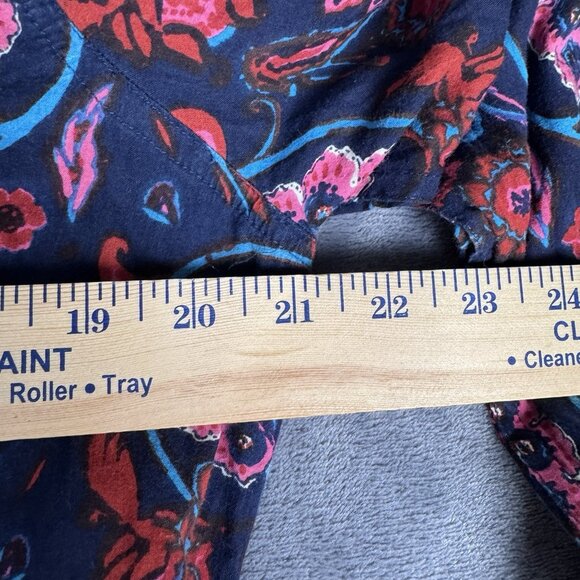 19 20 21 22 23 24
AINT CL
Roller • Tray • Cleane